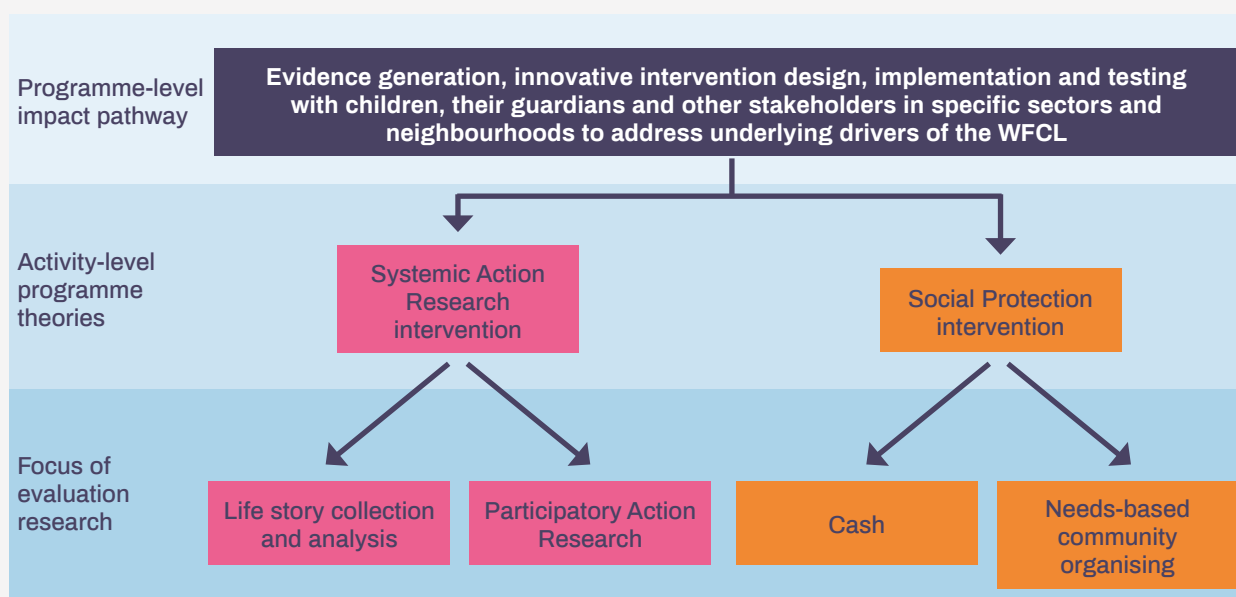 Programme-level
impact pathway
Evidence generation, innovative intervention design, implementation and testing
with children, their guardians and other stakeholders in specific sectors and
neighbourhoods to address underlying drivers of the WFCL
Activity-level
programme
theories
Systemic Action
Research
intervention
Social Protection
intervention
Focus of
evaluation
research
Life story collection
and analysis
Participatory Action
Research
Cash
Needs-based
community
organising